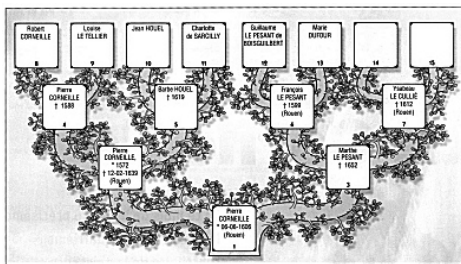 Robert
CORNEILLE
8
Louise
LE TELLIER
9
Jean HOUEL
10
Charlotte
de SARCILLY
11
Guillaume
LE PESANT de
BOISGUILBERT
12
Marie
DUFOUR
13
14
15
Pierre
CORNEILLE
† 1588
4
Barbe HOUEL
† 1619
5
François
LE PESANT
† 1599
(Rouen)
6
Ysabeau
LE CULLIÉ
† 1612
(Rouen)
7
Pierre
CORNEILLE,
* 1572
† 12-02-1639
(Rouen)
Marthe
LE PESANT
† 1652
3
Pierre
CORNEILLE
* 06-06-1606
(Rouen)
1